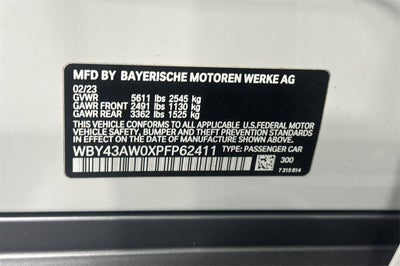 MFD BY BAYERISCHE MOTOREN WERKE AG
02/23
GVWR 5611 lbs 2545 kg
GAWR FRONT 2491 lbs 1130 kg
GAWR REAR 3362 lbs 1525 kg
THIS VEHICLE CONFORMS TO ALL APPLICABLE U.S.FEDERAL MOTOR
VEHICLE SAFETY, BUMPER, AND THEFT PREVENTION STANDARDS
IN EFFECT ON THE DATE OF MANUFACTURE SHOWN ABOVE.
WBY43AW0XPFP62411 TYPE: PASSENGER CAR
300
7 315 614